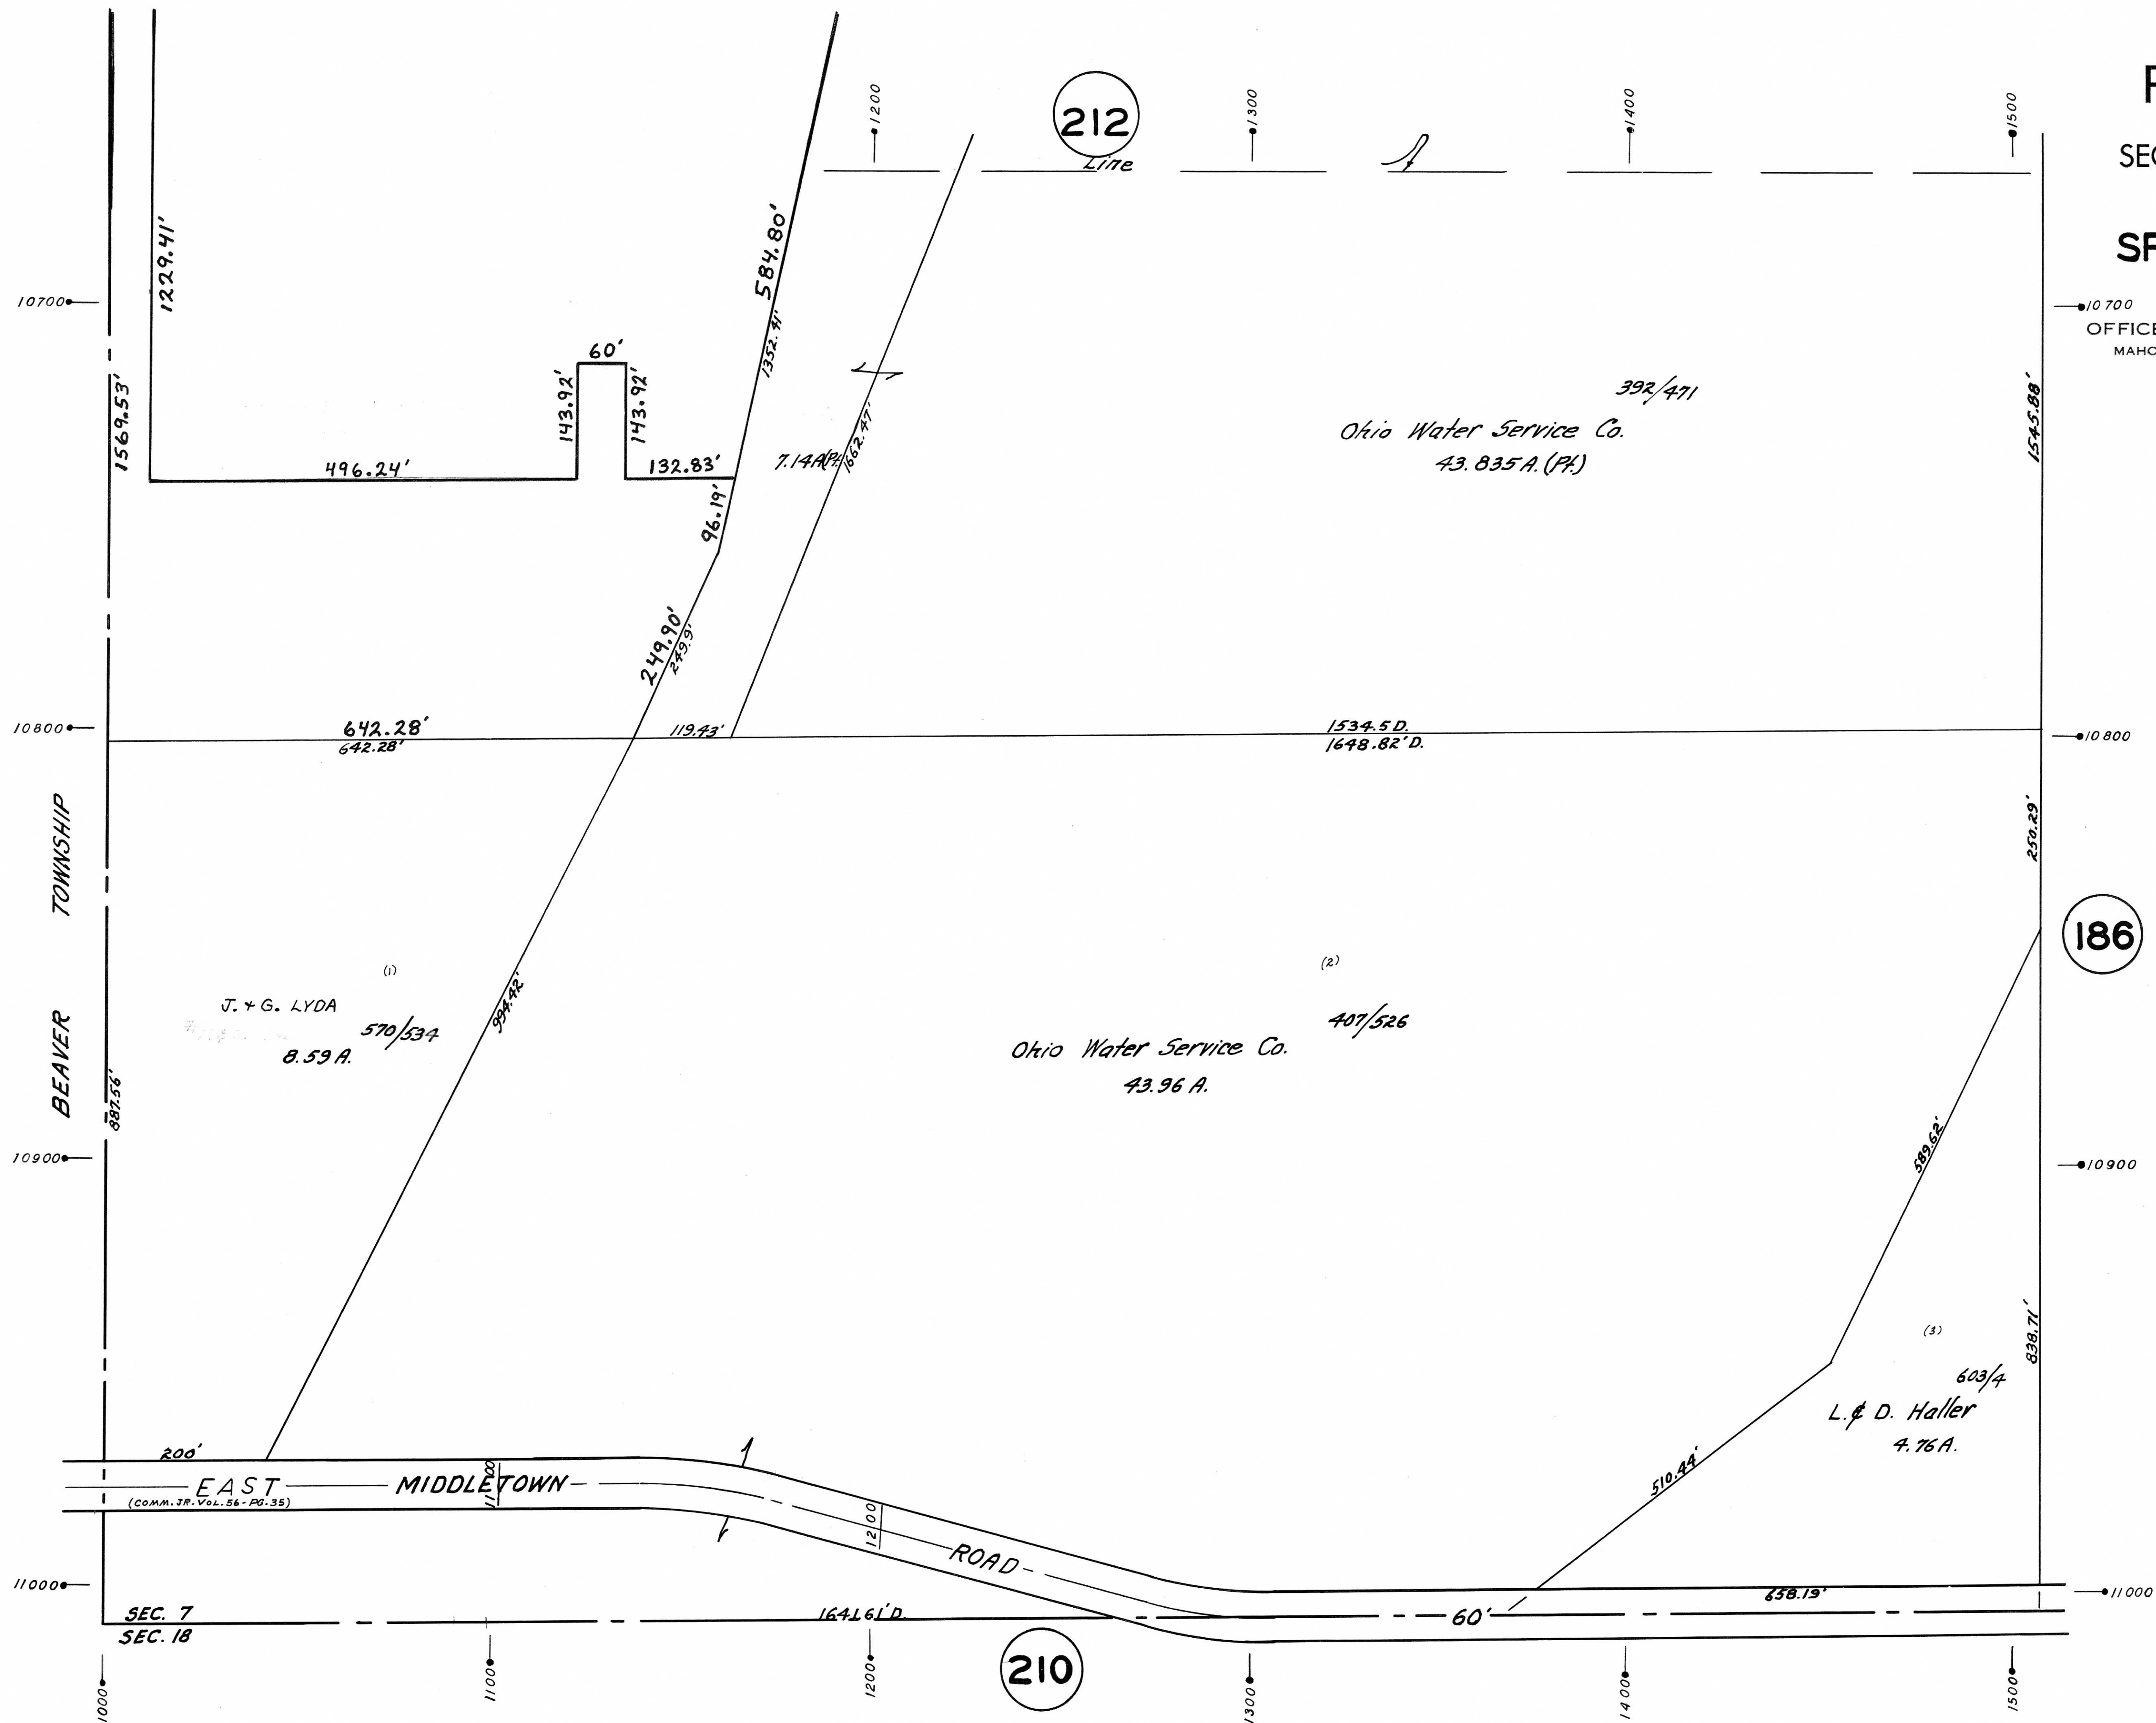 212
1200
1300
1400
1500
Line
1229.41'
584.80'
1352.41'
10700
10700
OFFICE
MAHO
SEC
1569.53'
60'
143.92'
143.92'
496.24'
132.83'
96.19'
7.14A(Pt.)
1662.47'
392/471
Ohio Water Service Co.
43.835 A. (Pt.)
1545.88'
249.90'
249.9'
10800
642.28'
642.28'
119.43'
1534.5 D.
1648.82' D.
10800
250.29'
186
BEAVER TOWNSHIP
887.56'
(1)
J. + G. LYDA
570/534
8.59 A.
994.42'
(2)
407/526
Ohio Water Service Co.
43.96 A.
10900
10900
589.62'
838.71'
(3)
603/4
L. & D. Haller
4.76 A.
510.44'
200'
EAST MIDDLETOWN ROAD
(COMM. JR. VOL. 56 - PG. 35)
1100
1200
11000
11000
658.19'
60'
SEC. 7
SEC. 18
1641.61' D.
210
1000
1100
1200
1300
1400
1500